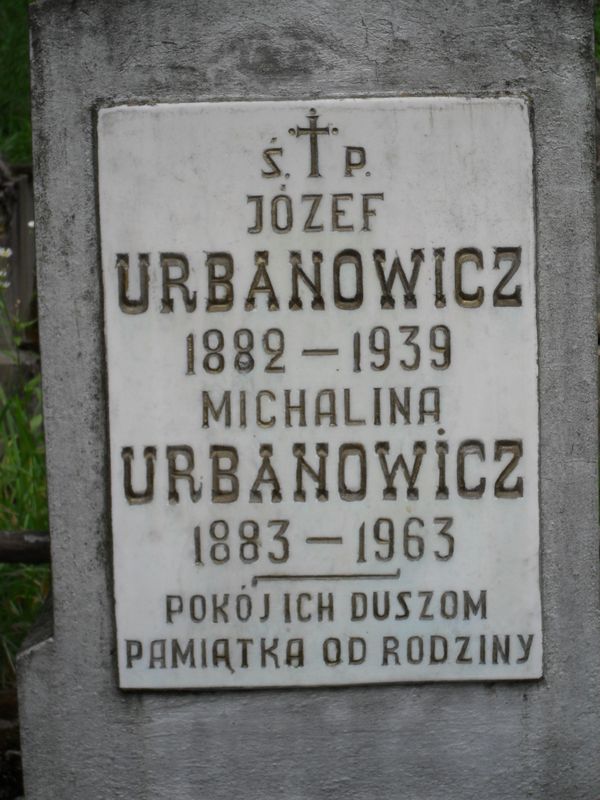 Ś. P.
JÓZEF
URBANOWICZ
1882 – 1939
MICHALINA
URBANOWICZ
1883 – 1963
POKÓJ ICH DUSZOM
PAMIĄTKA OD RODZINY